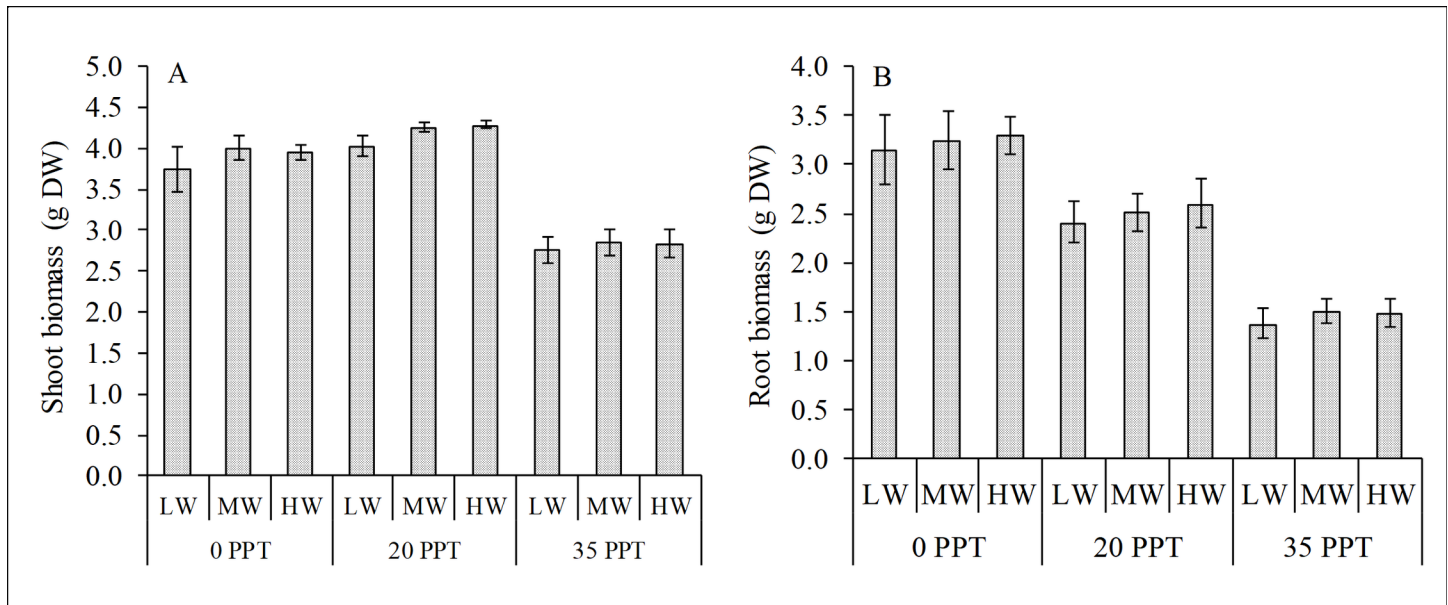 A
Shoot biomass (g DW)
5.0
4.5
4.0
3.5
3.0
2.5
2.0
1.5
1.0
0.5
0.0
LW MW HW LW MW HW LW MW HW
0 PPT 20 PPT 35 PPT
B
Root biomass (g DW)
4.0
3.5
3.0
2.5
2.0
1.5
1.0
0.5
0.0
LW MW HW LW MW HW LW MW HW
0 PPT 20 PPT 35 PPT